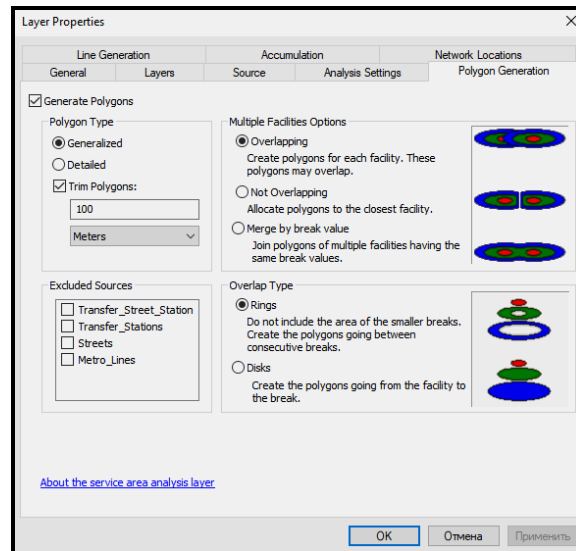 Layer Properties
Line Generation
Accumulation
Network Locations
General
Layers
Source
Analysis Settings
Polygon Generation
Generate Polygons
Polygon Type
Generalized
Detailed
Trim Polygons:
100
Meters
Multiple Facilities Options
Overlapping
Create polygons for each facility. These
polygons may overlap.
Not Overlapping
Allocate polygons to the closest facility.
Merge by break value
Join polygons of multiple facilities having the
same break values.
Excluded Sources
Transfer_Street_Station
Transfer_Stations
Streets
Metro_Lines
Overlap Type
Rings
Do not include the area of the smaller breaks.
Create the polygons going between
consecutive breaks.
Disks
Create the polygons going from the facility to
the break.
About the service area analysis layer
OK
Отмена
Применить